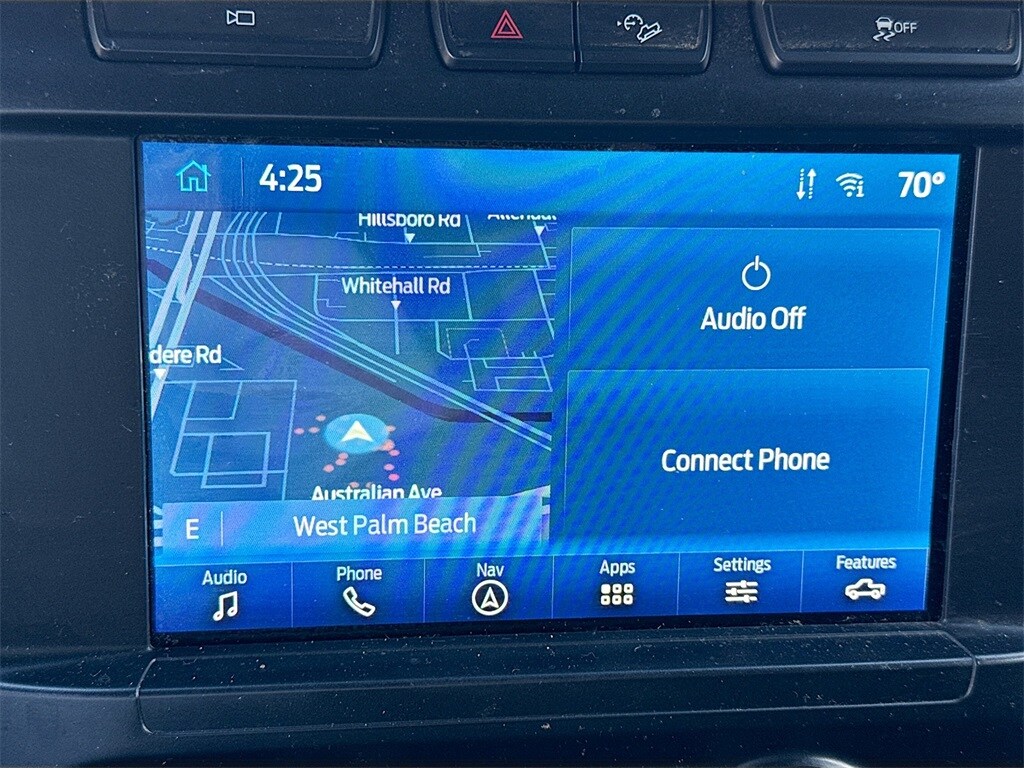 OFF
4:25
70°
Hillsboro Rd
Whitehall Rd
dere Rd
Australian Ave
E
West Palm Beach
Audio Off
Connect Phone
Audio
Phone
Nav
Apps
Settings
Features